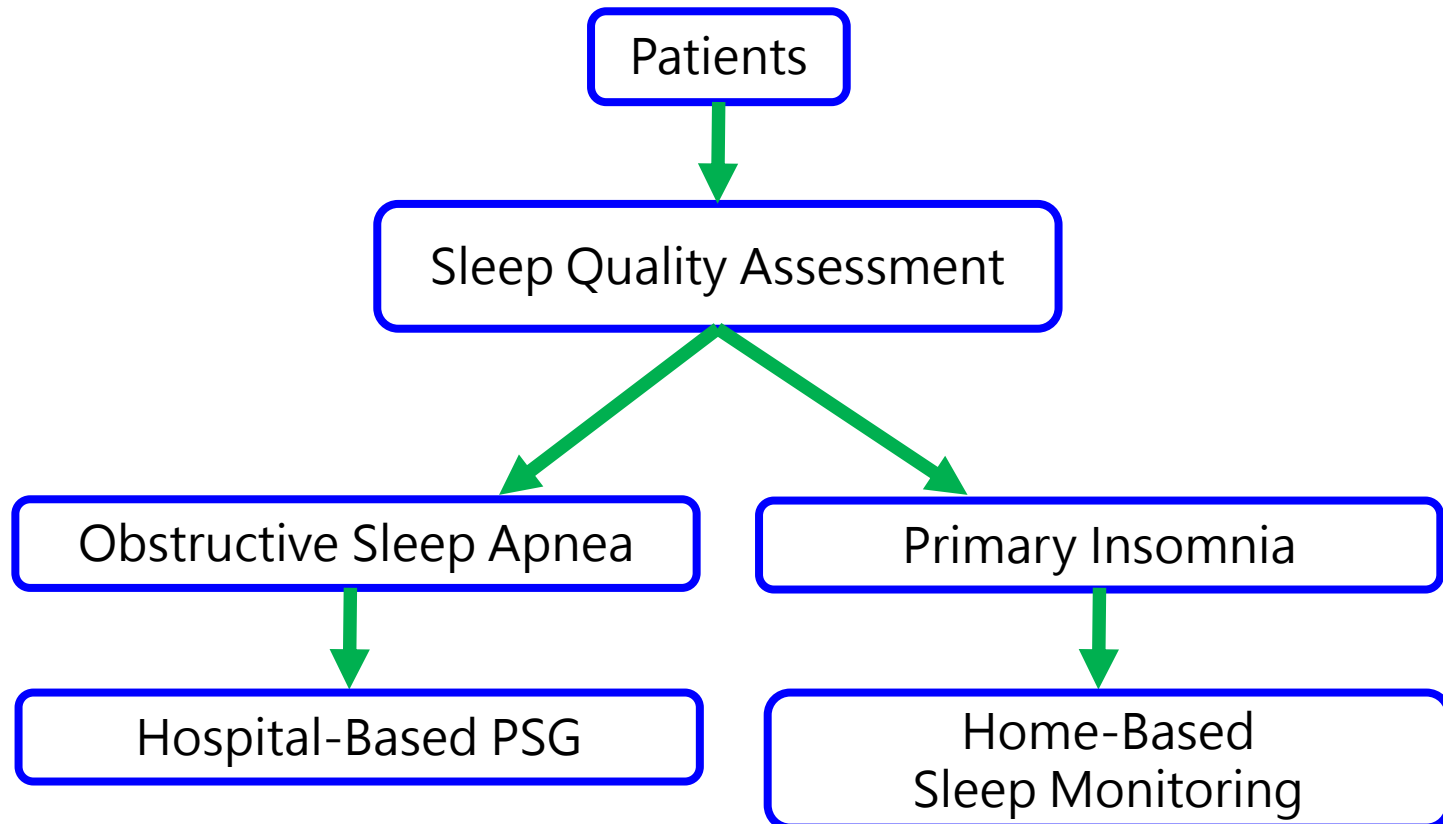 Patients
Sleep Quality Assessment
Obstructive Sleep Apnea
Primary Insomnia
Hospital-Based PSG
Home-Based
Sleep Monitoring